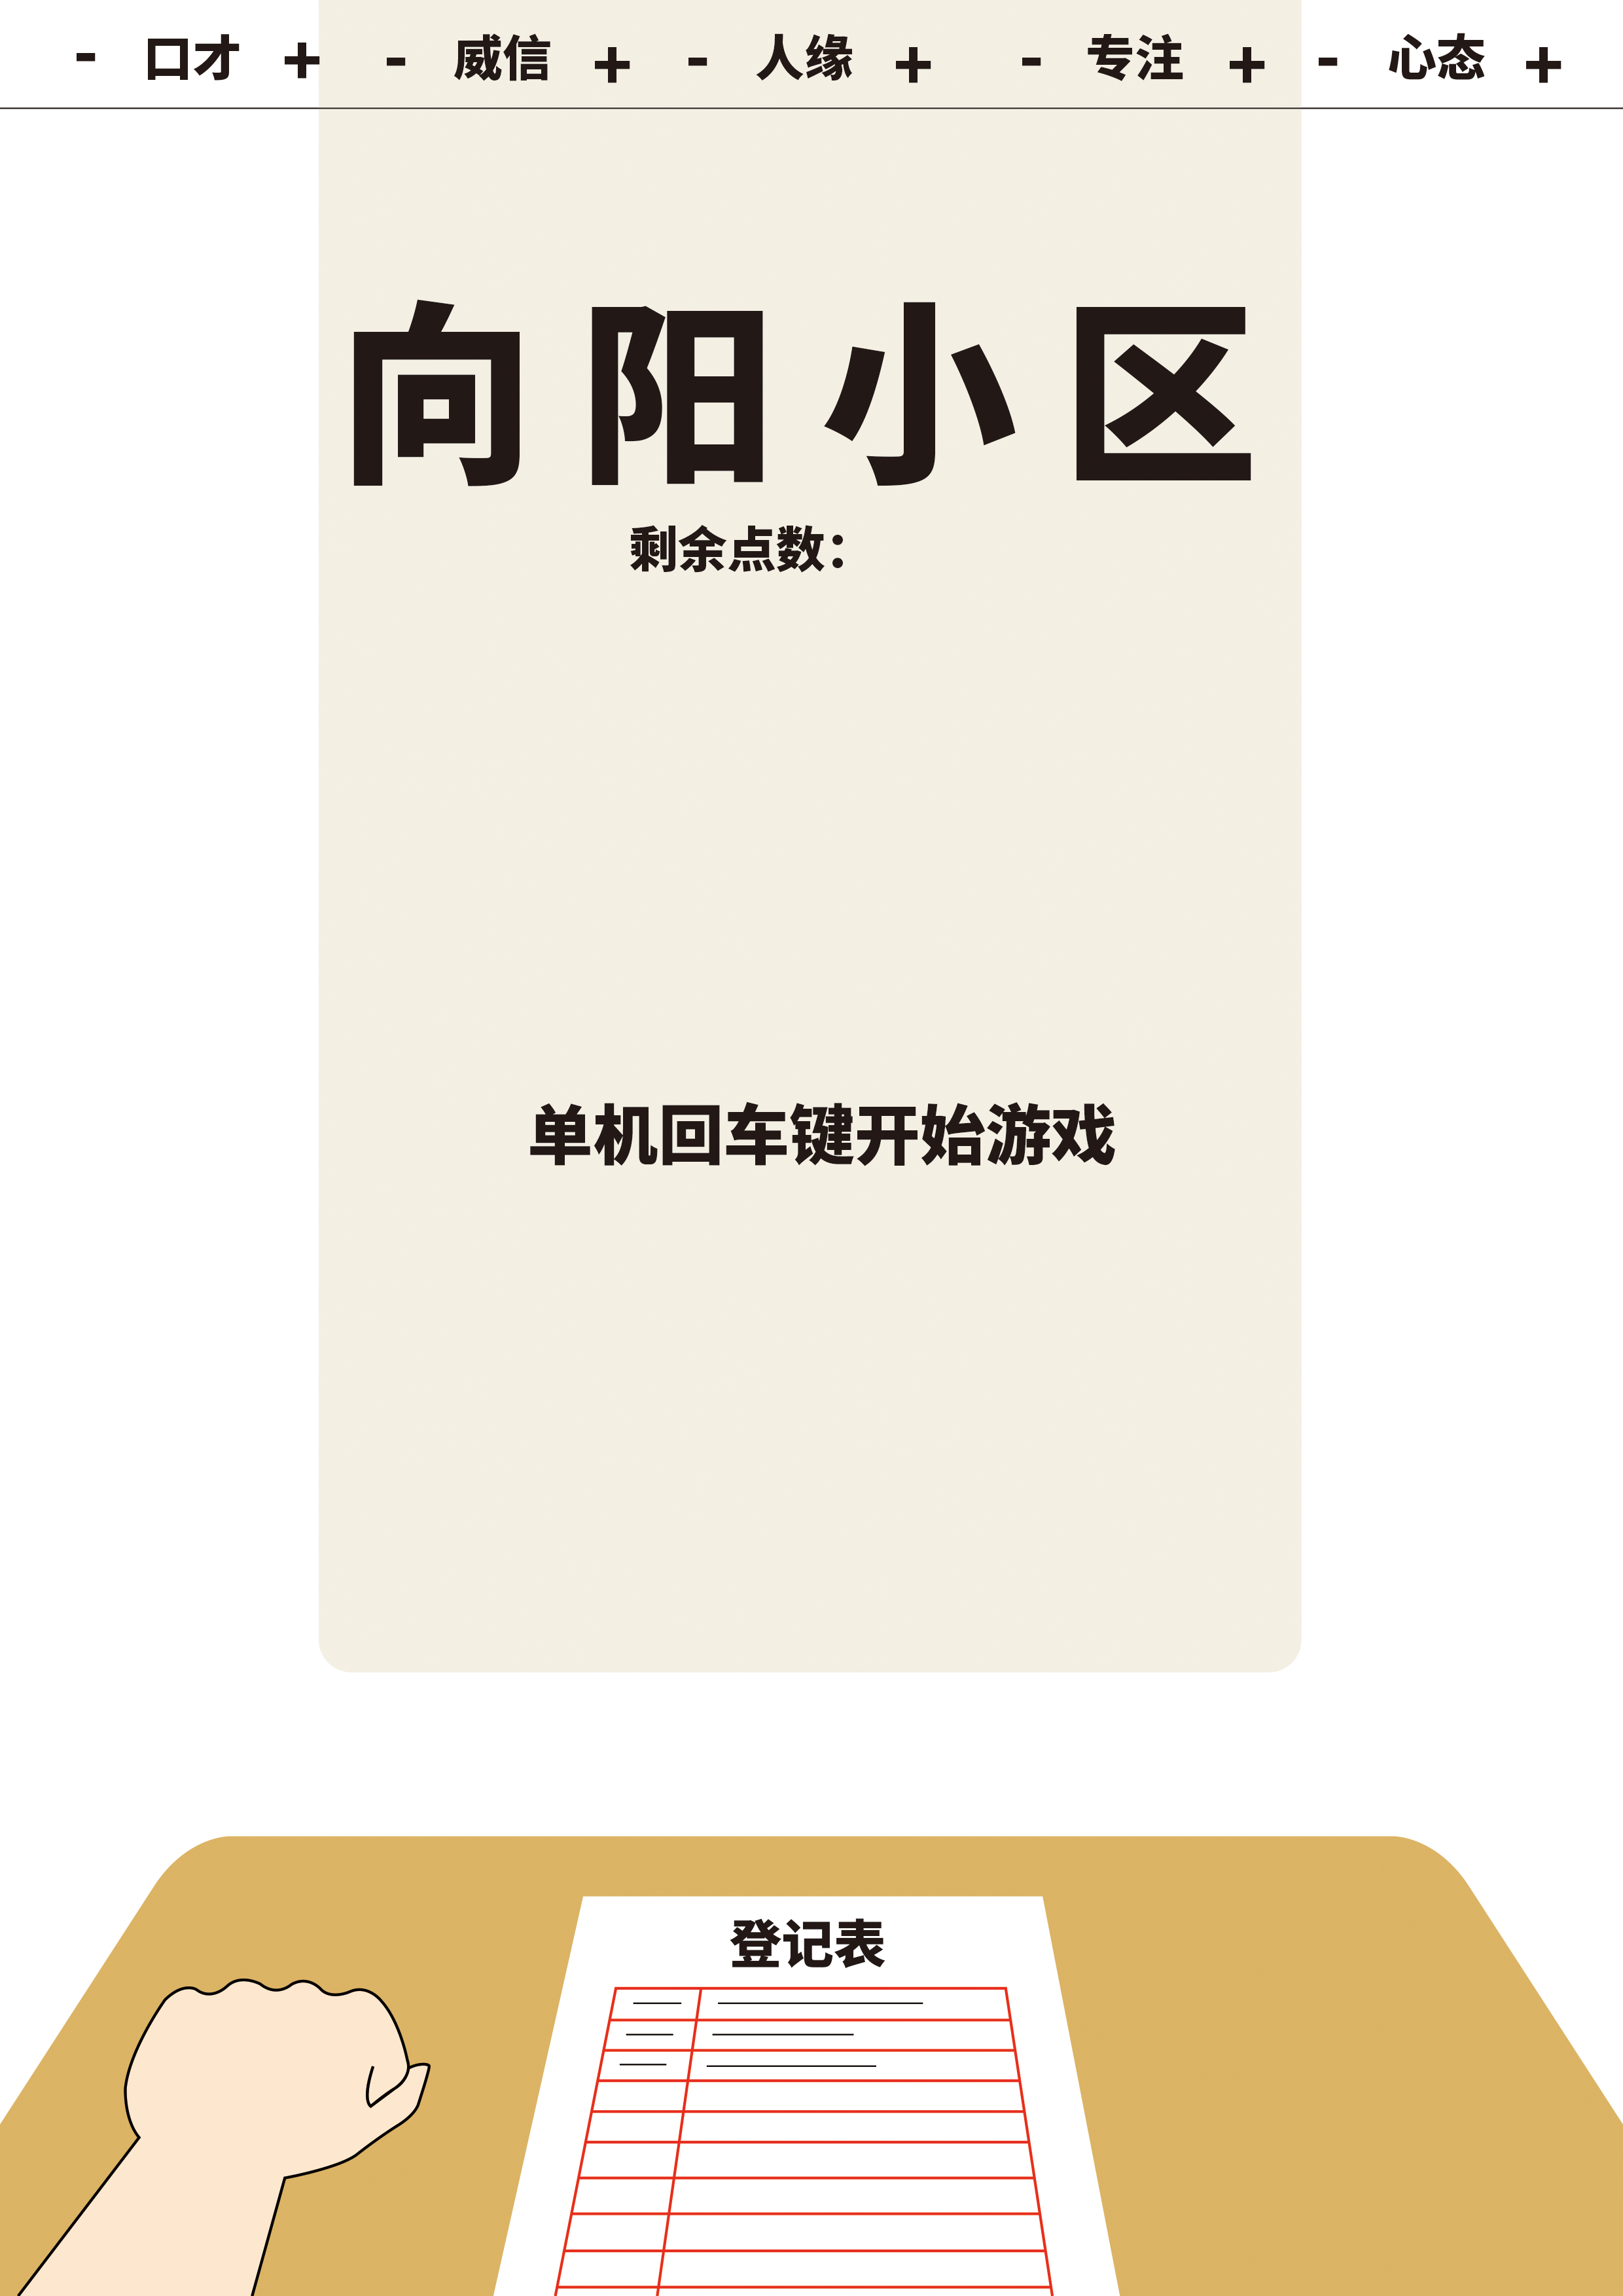 - 口才 + - 威信 + - 人缘 + - 专注 + - 心态 +
向阳小区
剩余点数：
单机回车键开始游戏
登记表